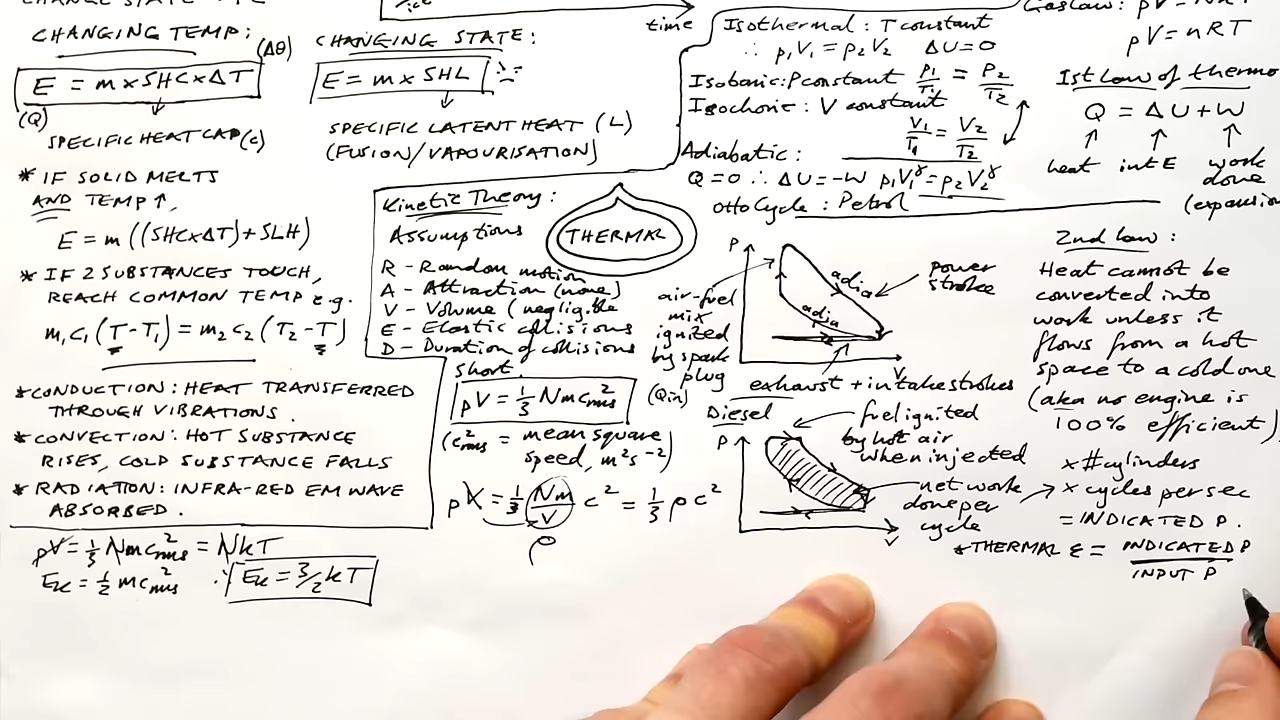 CHANGING TEMP:
(Δθ)
E = m x SHC x ΔT
(Q)
SPECIFIC HEAT CAP (c)
* IF SOLID MELTS
AND TEMP ↑,
E = m ((SHC x ΔT) + SLH)
* IF 2 SUBSTANCES TOUCH,
REACH COMMON TEMP e.g.
m₁c₁(T - T₁) = m₂c₂(T₂ - T)
* CONDUCTION: HEAT TRANSFERRED
THROUGH VIBRATIONS.
* CONVECTION: HOT SUBSTANCE
RISES, COLD SUBSTANCE FALLS
* RADIATION: INFRA-RED EM WAVE
ABSORBED.
pV = 1/3 Nmc²rms = NkT
Ek = 1/2 mc²rms ∴ Ek = 3/2 kT
ice
time
CHANGING STATE:
E = m x SHL
SPECIFIC LATENT HEAT (L)
(FUSION/VAPOURISATION)
Kinetic Theory:
Assumptions
R - Random motion
A - Attraction (none)
V - Volume (negligible
E - Elastic collisions
D - Duration of collisions
short.
THERMAL
pV = 1/3 Nmc²rms
(c²rms = mean square
speed, m²s⁻²)
pV = 1/3 Nm/V c² = 1/3 ρc²
ρ
Isothermal: T constant
∴ p₁V₁ = p₂V₂ ΔU = 0
Isobaric: P constant P₁/T₁ = P₂/T₂
Isochoric: V constant
V₁/T₁ = V₂/T₂
Adiabatic:
Q = 0 ∴ ΔU = -W p₁V₁ᵞ = p₂V₂ᵞ
Otto Cycle: Petrol
P
adia
adia
V
power
stroke
air-fuel
mix
ignited
by spark
plug
(Qin)
exhaust + intake strokes
Diesel
P
V
fuel ignited
by hot air
when injected
net work
done per
cycle
Gas law: pV = NkT
pV = nRT
1st Law of thermo
Q = ΔU + W
heat int E work
done
(expansion
2nd law:
Heat cannot be
converted into
work unless it
flows from a hot
space to a cold one
(aka no engine is
100% efficient)
x # cylinders
x cycles per sec
= INDICATED P.
* THERMAL ε = INDICATED P
INPUT P